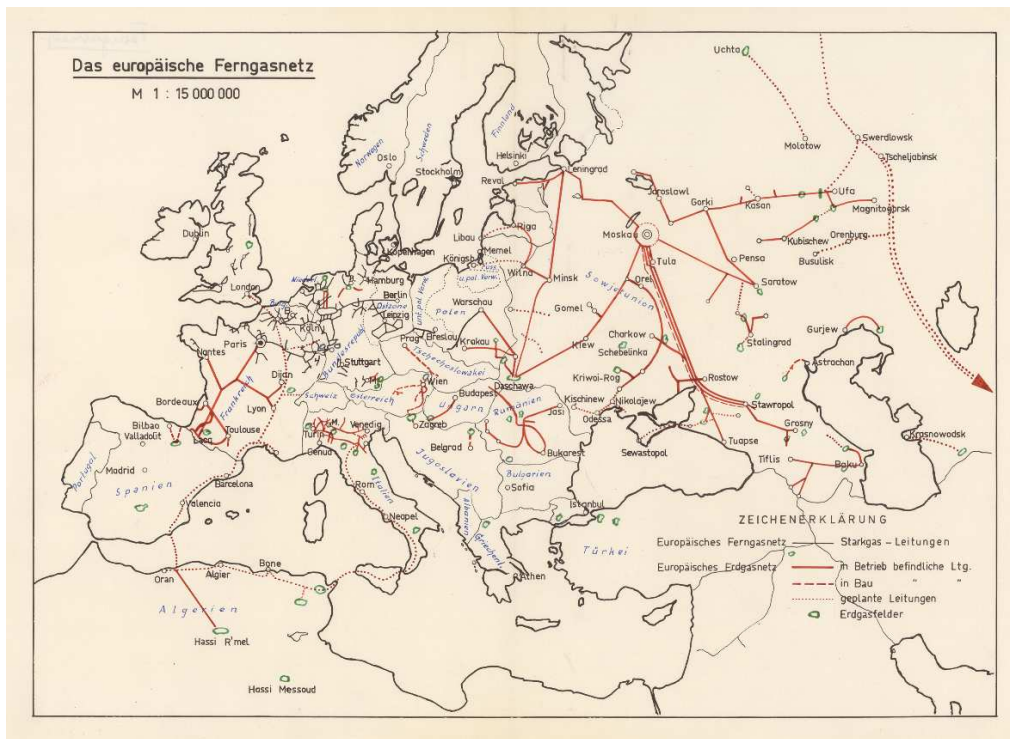 Das europäische Ferngasnetz
M 1 : 15 000 000
Uchta
Swerdlowsk
Molotow
Tscheljabinsk
Norwegen
Schweden
Finnland
Oslo
Helsinki
Stockholm
Leningrad
Reval
Jaroslawl
Gorki
Kasan
Ufa
Magnitogorsk
Dublin
Riga
Moskau
Orenburg
Kubischew
Busulisk
Libau
Kopenhagen
Memel
Königsb.
Tula
Pensa
Wilna
Minsk
Orel
Saratow
London
Hamburg
Berlin
Ostzone
Leipzig
Köln
Warschau
Polen
Gomel
Sowjetunion
Paris
Breslau
Prag
Krakau
Kiew
Charkow
Schebelinka
Stalingrad
Gurjew
Nantes
Bundesrepublik
Stuttgart
Tschechoslowakei
Daschawa
Astrachan
Dijon
Wien
Kriwoi-Rog
Rostow
Frankreich
Schweiz
Österreich
Budapest
Ungarn
Rumänien
Jasi
Kischinew
Nikolajew
Odessa
Stawropol
Bordeaux
Lyon
Bilbao
Valladolit
Lacq
Toulouse
Turin
Venedig
Zagreb
Grosny
Krasnowodsk
Genua
Belgrad
Bukarest
Sewastopol
Tuapse
Tiflis
Baku
Portugal
Madrid
Spanien
Barcelona
Italien
Jugoslavien
Bulgarien
Sofia
Valencia
Rom
Albanien
Istanbul
Neapel
Griechenl.
Türkei
Athen
Oran
Algier
Bone
Algerien
Hassi R'mel
Hassi Messoud
ZEICHENERKLÄRUNG
Europäisches Ferngasnetz Starkgas – Leitungen
Europäisches Erdgasnetz in Betrieb befindliche Ltg.
in Bau " "
geplante Leitungen
Erdgasfelder